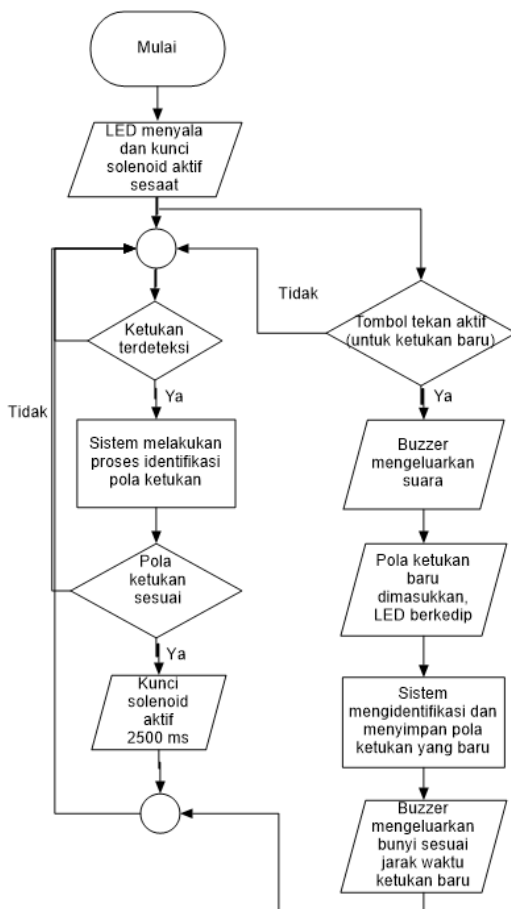 Mulai
LED menyala
dan kunci
solenoid aktif
sesaat
Tidak
Ketukan
terdeteksi
Tombol tekan aktif
(untuk ketukan baru)
Tidak
Ya
Ya
Sistem melakukan
proses identifikasi
pola ketukan
Buzzer
mengeluarkan
suara
Pola
ketukan
sesuai
Pola ketukan
baru
dimasukkan,
LED berkedip
Ya
Kunci
solenoid
aktif
2500 ms
Sistem
mengidentifikasi dan
menyimpan pola
ketukan yang baru
Buzzer
mengeluarkan
bunyi sesuai
jarak waktu
ketukan baru